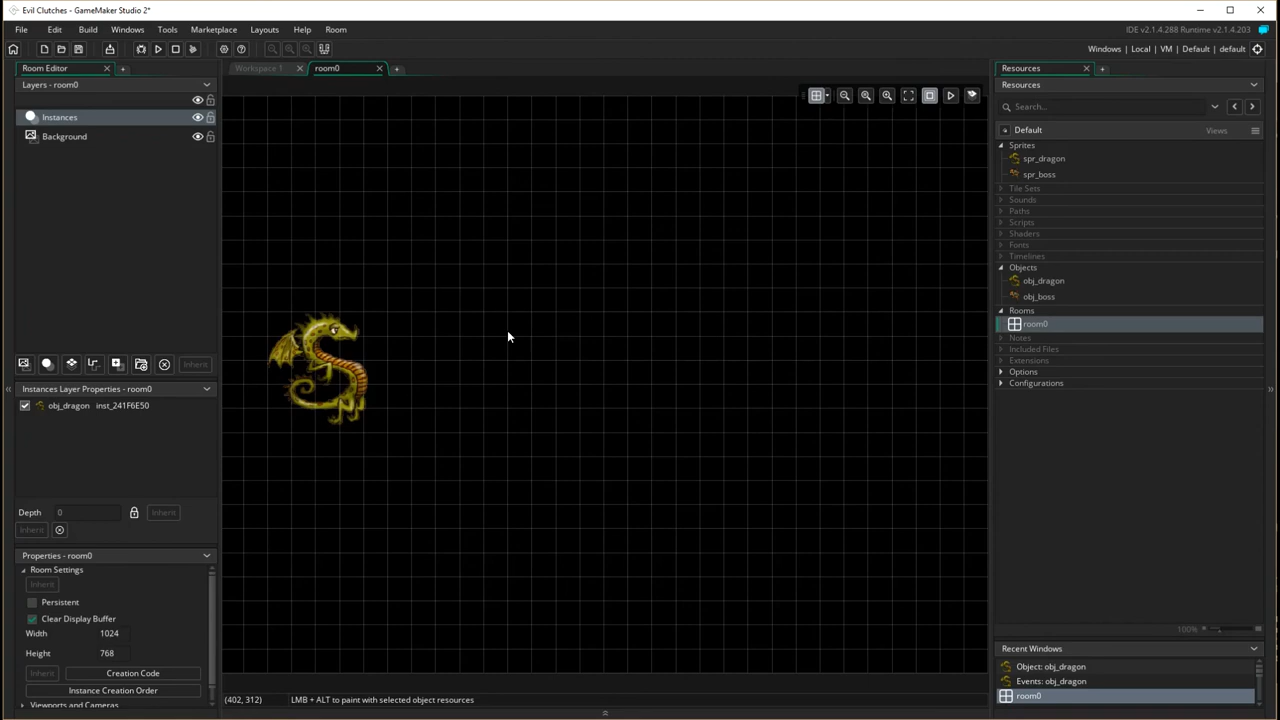 Evil Clutches - GameMaker Studio 2*
File Edit Build Windows Tools Marketplace Layouts Help Room
IDE v2.1.4.288 Runtime v2.1.4.203
Windows | Local | VM | Default | default
Room Editor
Workspace 1
room0
Resources
Layers - room0
Resources
Instances
Background
Search...
Default
Views
Sprites
spr_dragon
spr_boss
Tile Sets
Sounds
Paths
Scripts
Shaders
Fonts
Timelines
Objects
obj_dragon
obj_boss
Rooms
room0
Notes
Included Files
Extensions
Options
Configurations
Inherit
Instances Layer Properties - room0
obj_dragon inst_241F6E50
Depth 0 Inherit
Inherit
Properties - room0
Room Settings
Inherit
Persistent
Clear Display Buffer
Width 1024
Height 768
Inherit Creation Code
Instance Creation Order
Viewports and Cameras
(402, 312) LMB + ALT to paint with selected object resources
100%
Recent Windows
Object: obj_dragon
Events: obj_dragon
room0